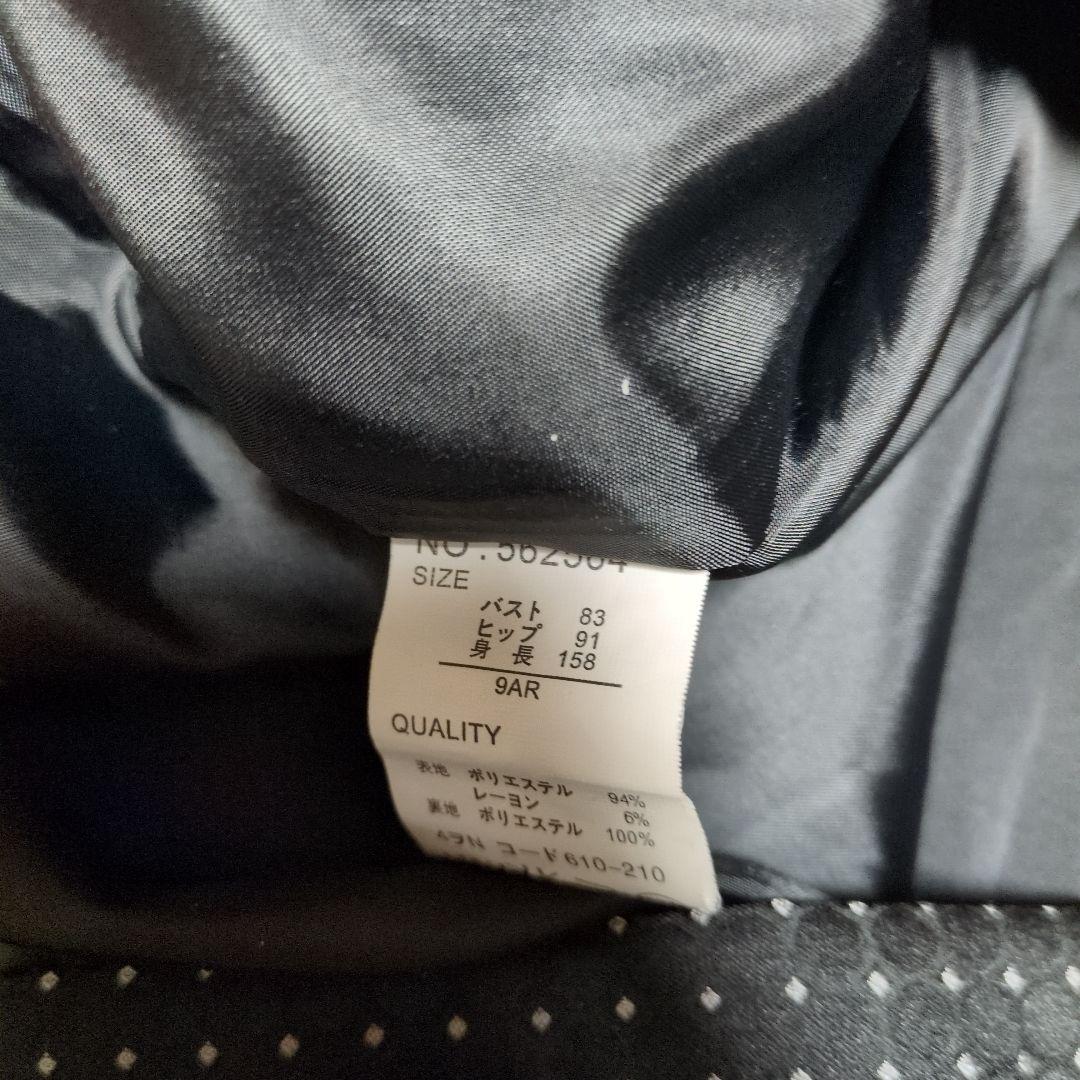 NO. 562564
SIZE
バスト 83
ヒップ 91
身長 158
9AR
QUALITY
表地 ポリエステル 94%
レーヨン 6%
裏地 ポリエステル 100%
コード610-210